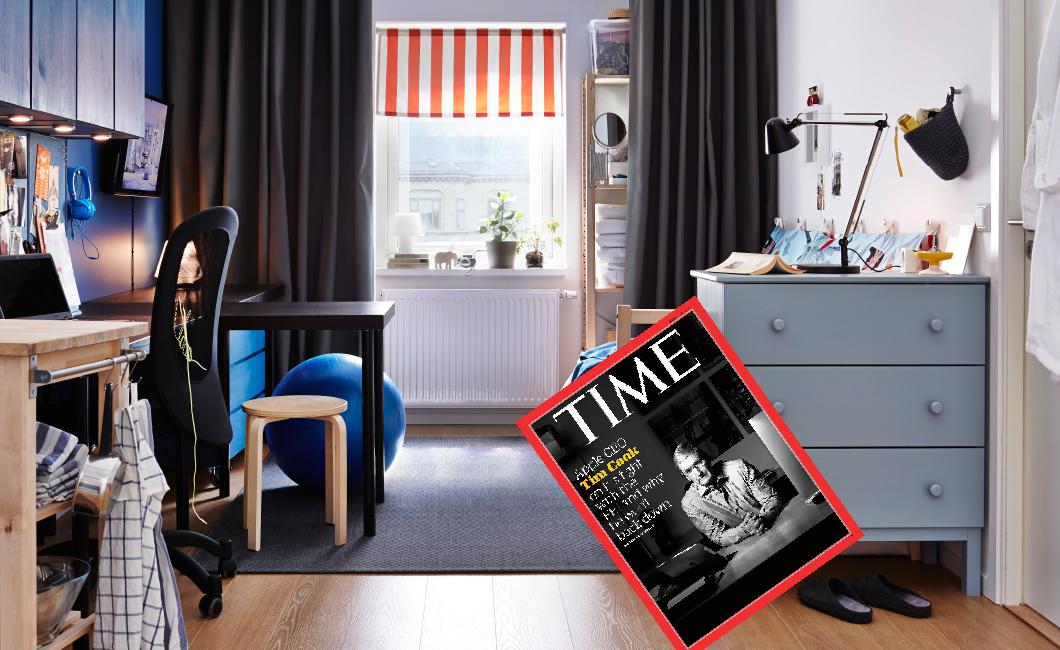 TIME
Apple CEO
Tim Cook
on his fight
with the
FBI and why
he won't
back down